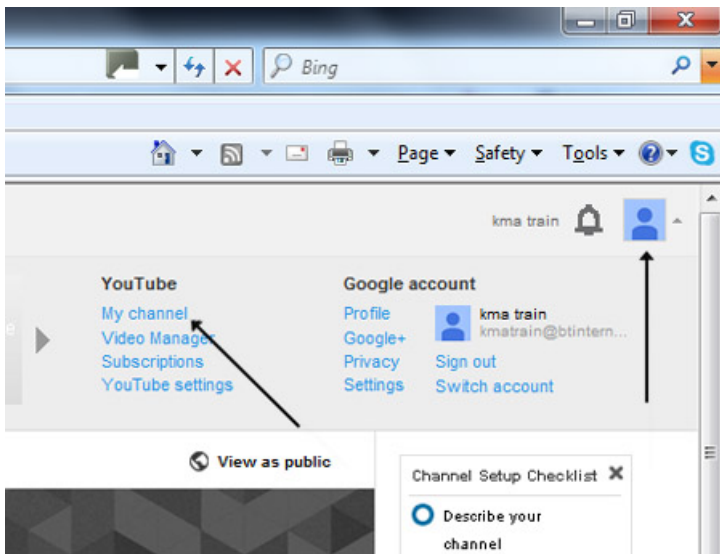 Bing
Page Safety Tools
kma train
YouTube
My channel
Video Manager
Subscriptions
YouTube settings
Google account
Profile
Google+
Privacy
Settings
kma train
kmatrain@btintern...
Sign out
Switch account
View as public
Channel Setup Checklist
Describe your
channel